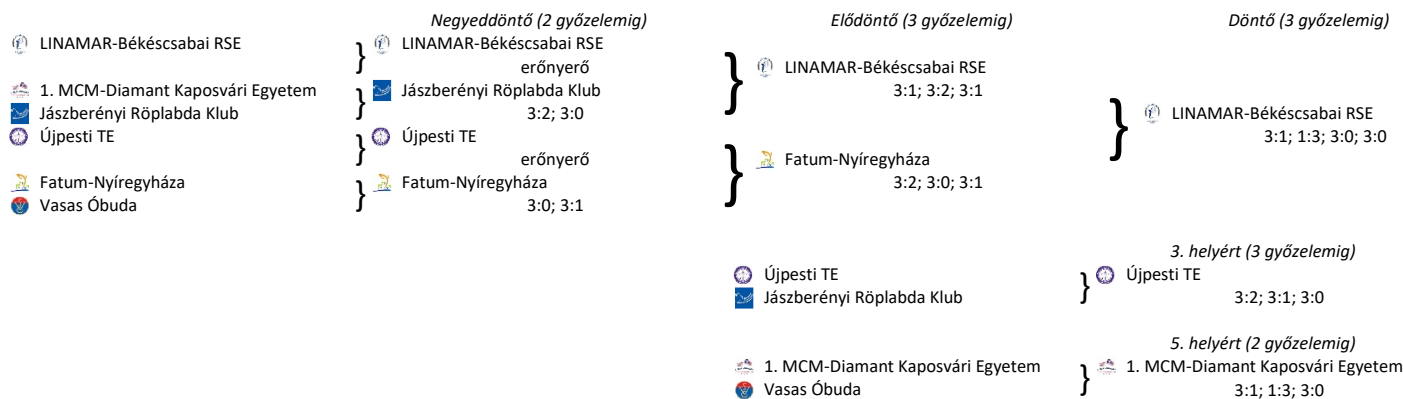 Negyeddöntő (2 győzelemig) Elődöntő (3 győzelemig) Döntő (3 győzelemig)
LINAMAR-Békéscsabai RSE } LINAMAR-Békéscsabai RSE
erőnyerő } LINAMAR-Békéscsabai RSE
1. MCM-Diamant Kaposvári Egyetem } Jászberényi Röplabda Klub 3:1; 3:2; 3:1
Jászberényi Röplabda Klub 3:2; 3:0 } LINAMAR-Békéscsabai RSE
Újpesti TE } Újpesti TE 3:1; 1:3; 3:0; 3:0
erőnyerő } Fatum-Nyíregyháza
Fatum-Nyíregyháza } Fatum-Nyíregyháza 3:2; 3:0; 3:1
Vasas Óbuda 3:0; 3:1
3. helyért (3 győzelemig)
Újpesti TE } Újpesti TE
Jászberényi Röplabda Klub 3:2; 3:1; 3:0
5. helyért (2 győzelemig)
1. MCM-Diamant Kaposvári Egyetem } 1. MCM-Diamant Kaposvári Egyetem
Vasas Óbuda 3:1; 1:3; 3:0